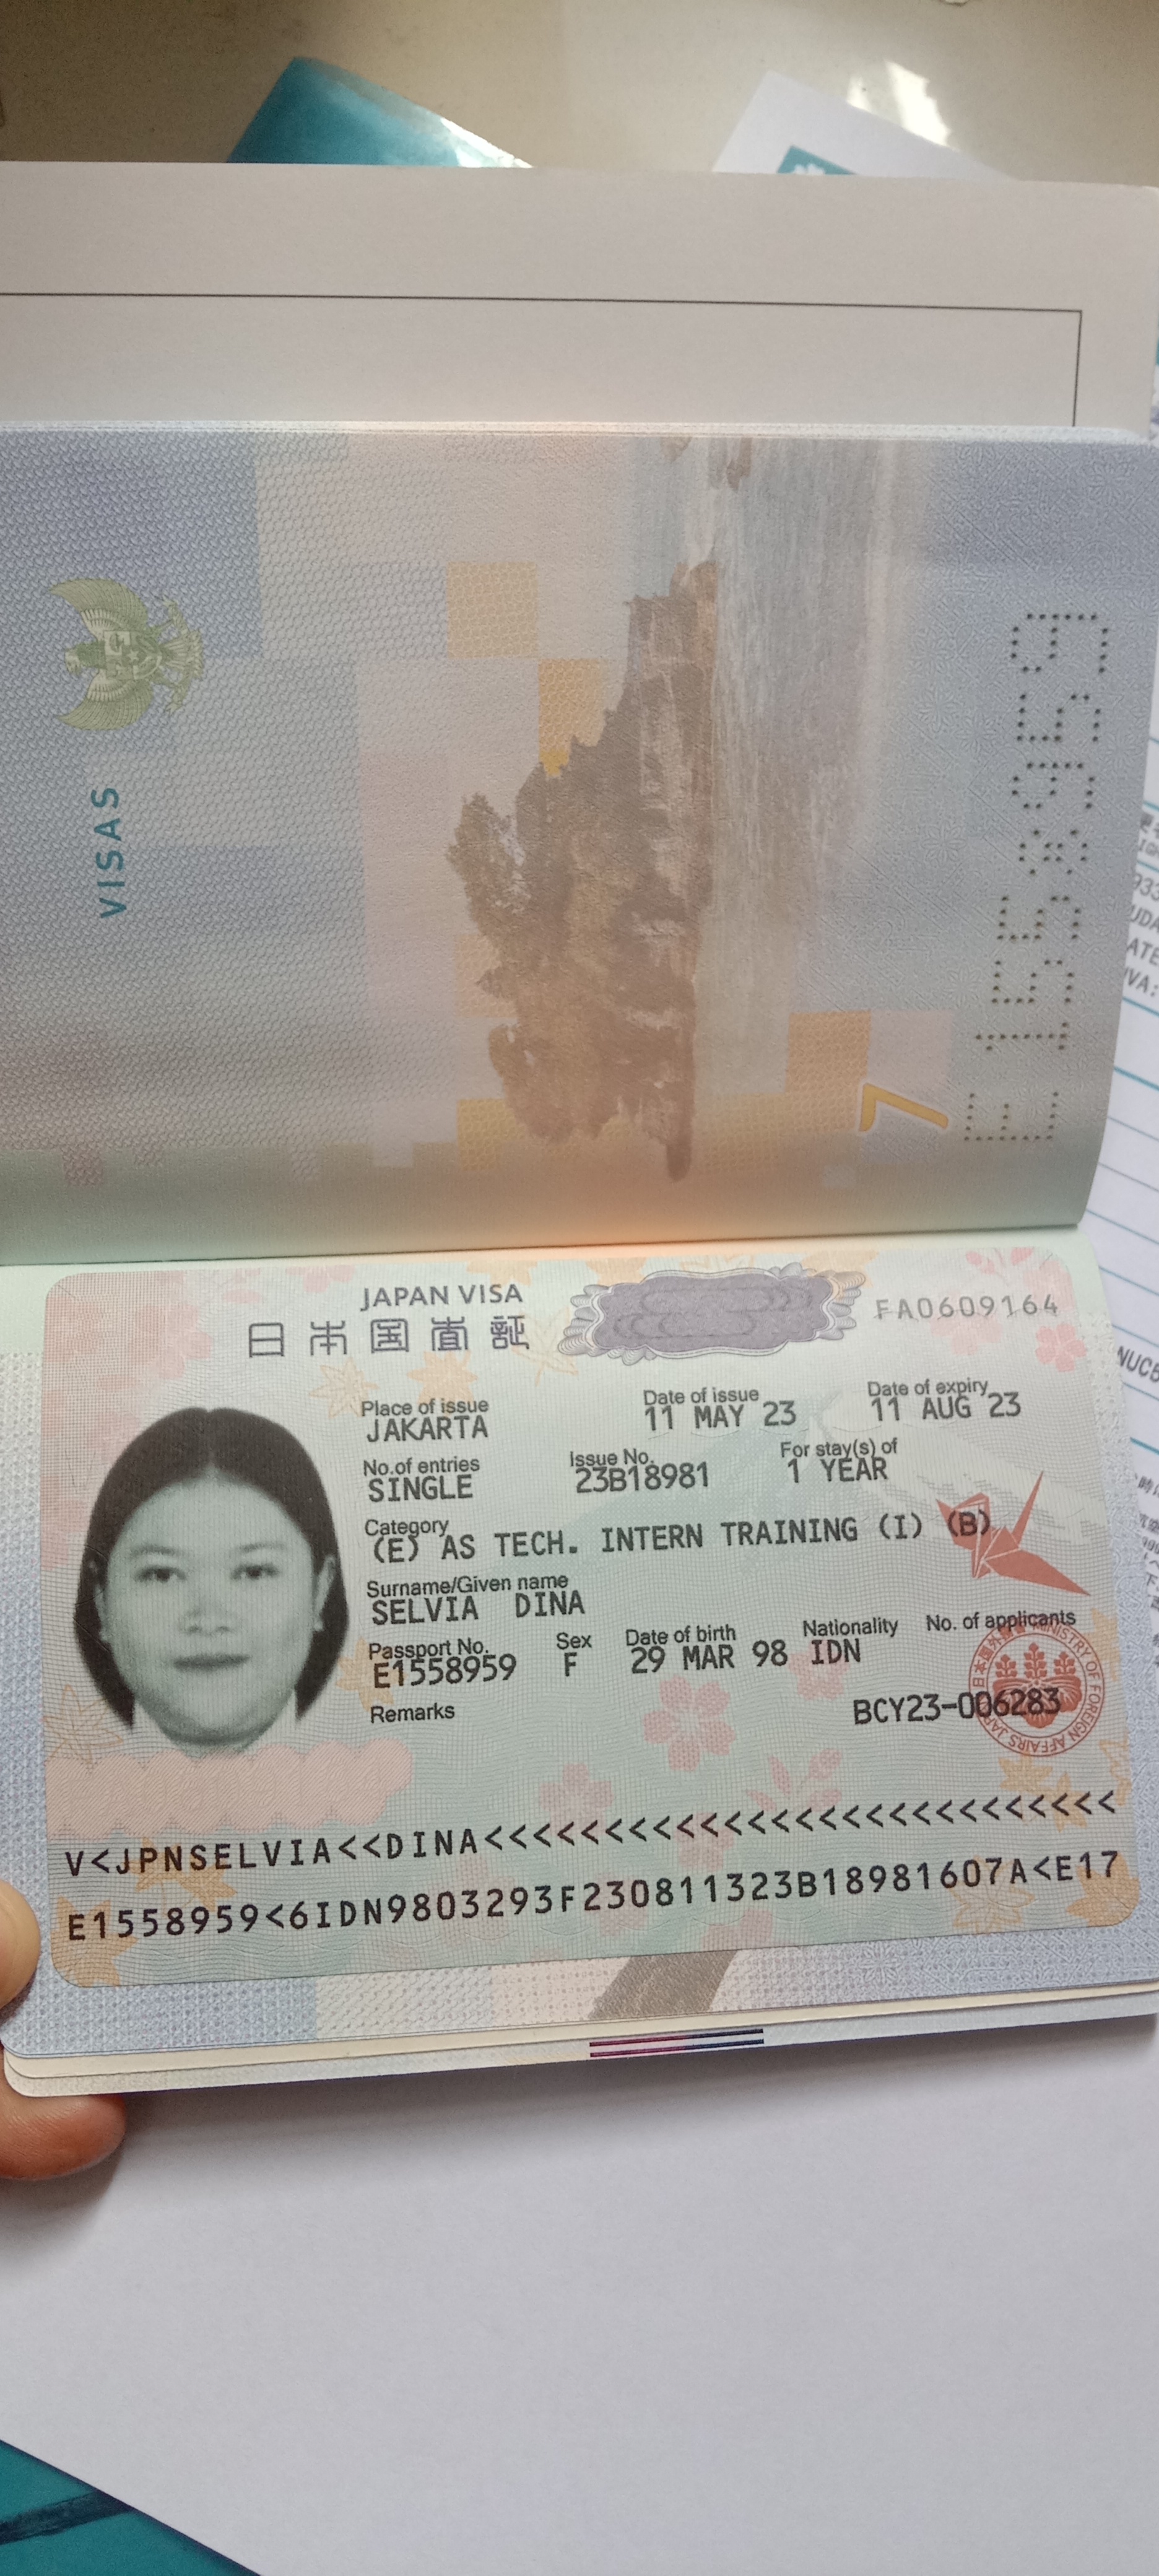 VISAS
7
E 1558959
JAPAN VISA
日本国査証
FA0609164
Place of issue Date of issue Date of expiry
JAKARTA 11 MAY 23 11 AUG 23
No.of entries Issue No. For stay(s) of
SINGLE 23B18981 1 YEAR
Category
(E) AS TECH. INTERN TRAINING (I) (B)
Surname/Given name
SELVIA DINA
Passport No. Sex Date of birth Nationality No. of applicants
E1558959 F 29 MAR 98 IDN
Remarks
BCY23-006283
日本国外務省 MINISTRY OF FOREIGN AFFAIRS JAPAN
V<JPNSELVIA<<DINA<<<<<<<<<<<<<<<<<<<<<<<<<<<
E1558959<6IDN9803293F230811323B18981607A<E17